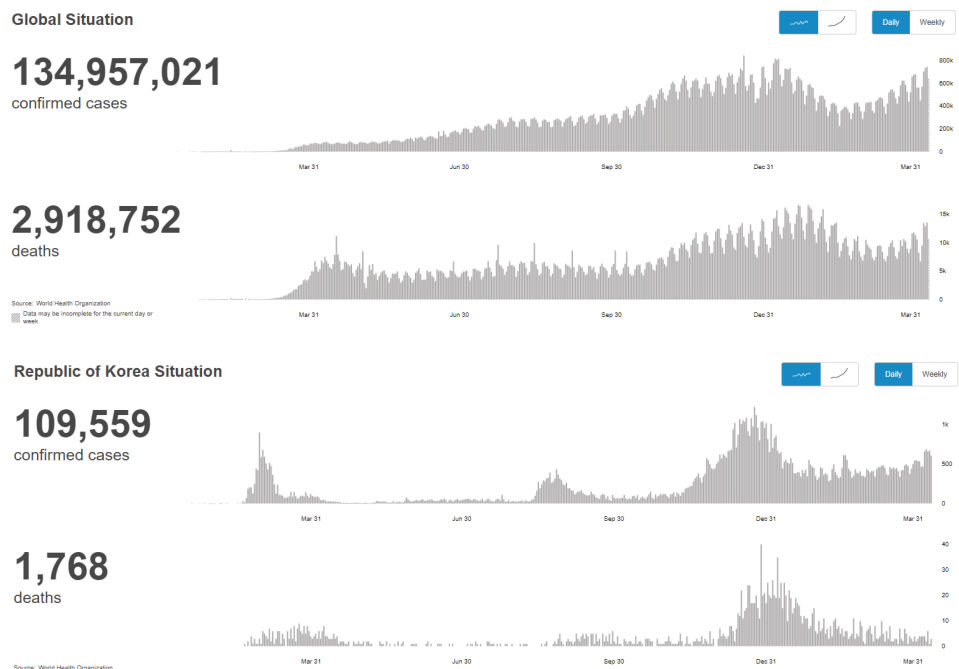 Global Situation
Daily Weekly
134,957,021
confirmed cases
800k
600k
400k
200k
0
Mar 31 Jun 30 Sep 30 Dec 31 Mar 31
2,918,752
deaths
15k
10k
5k
0
Source: World Health Organization
Data may be incomplete for the current day or
week.
Mar 31 Jun 30 Sep 30 Dec 31 Mar 31
Republic of Korea Situation
Daily Weekly
109,559
confirmed cases
1k
500
0
Mar 31 Jun 30 Sep 30 Dec 31 Mar 31
1,768
deaths
40
30
20
10
0
Mar 31 Jun 30 Sep 30 Dec 31 Mar 31
Source: World Health Organization